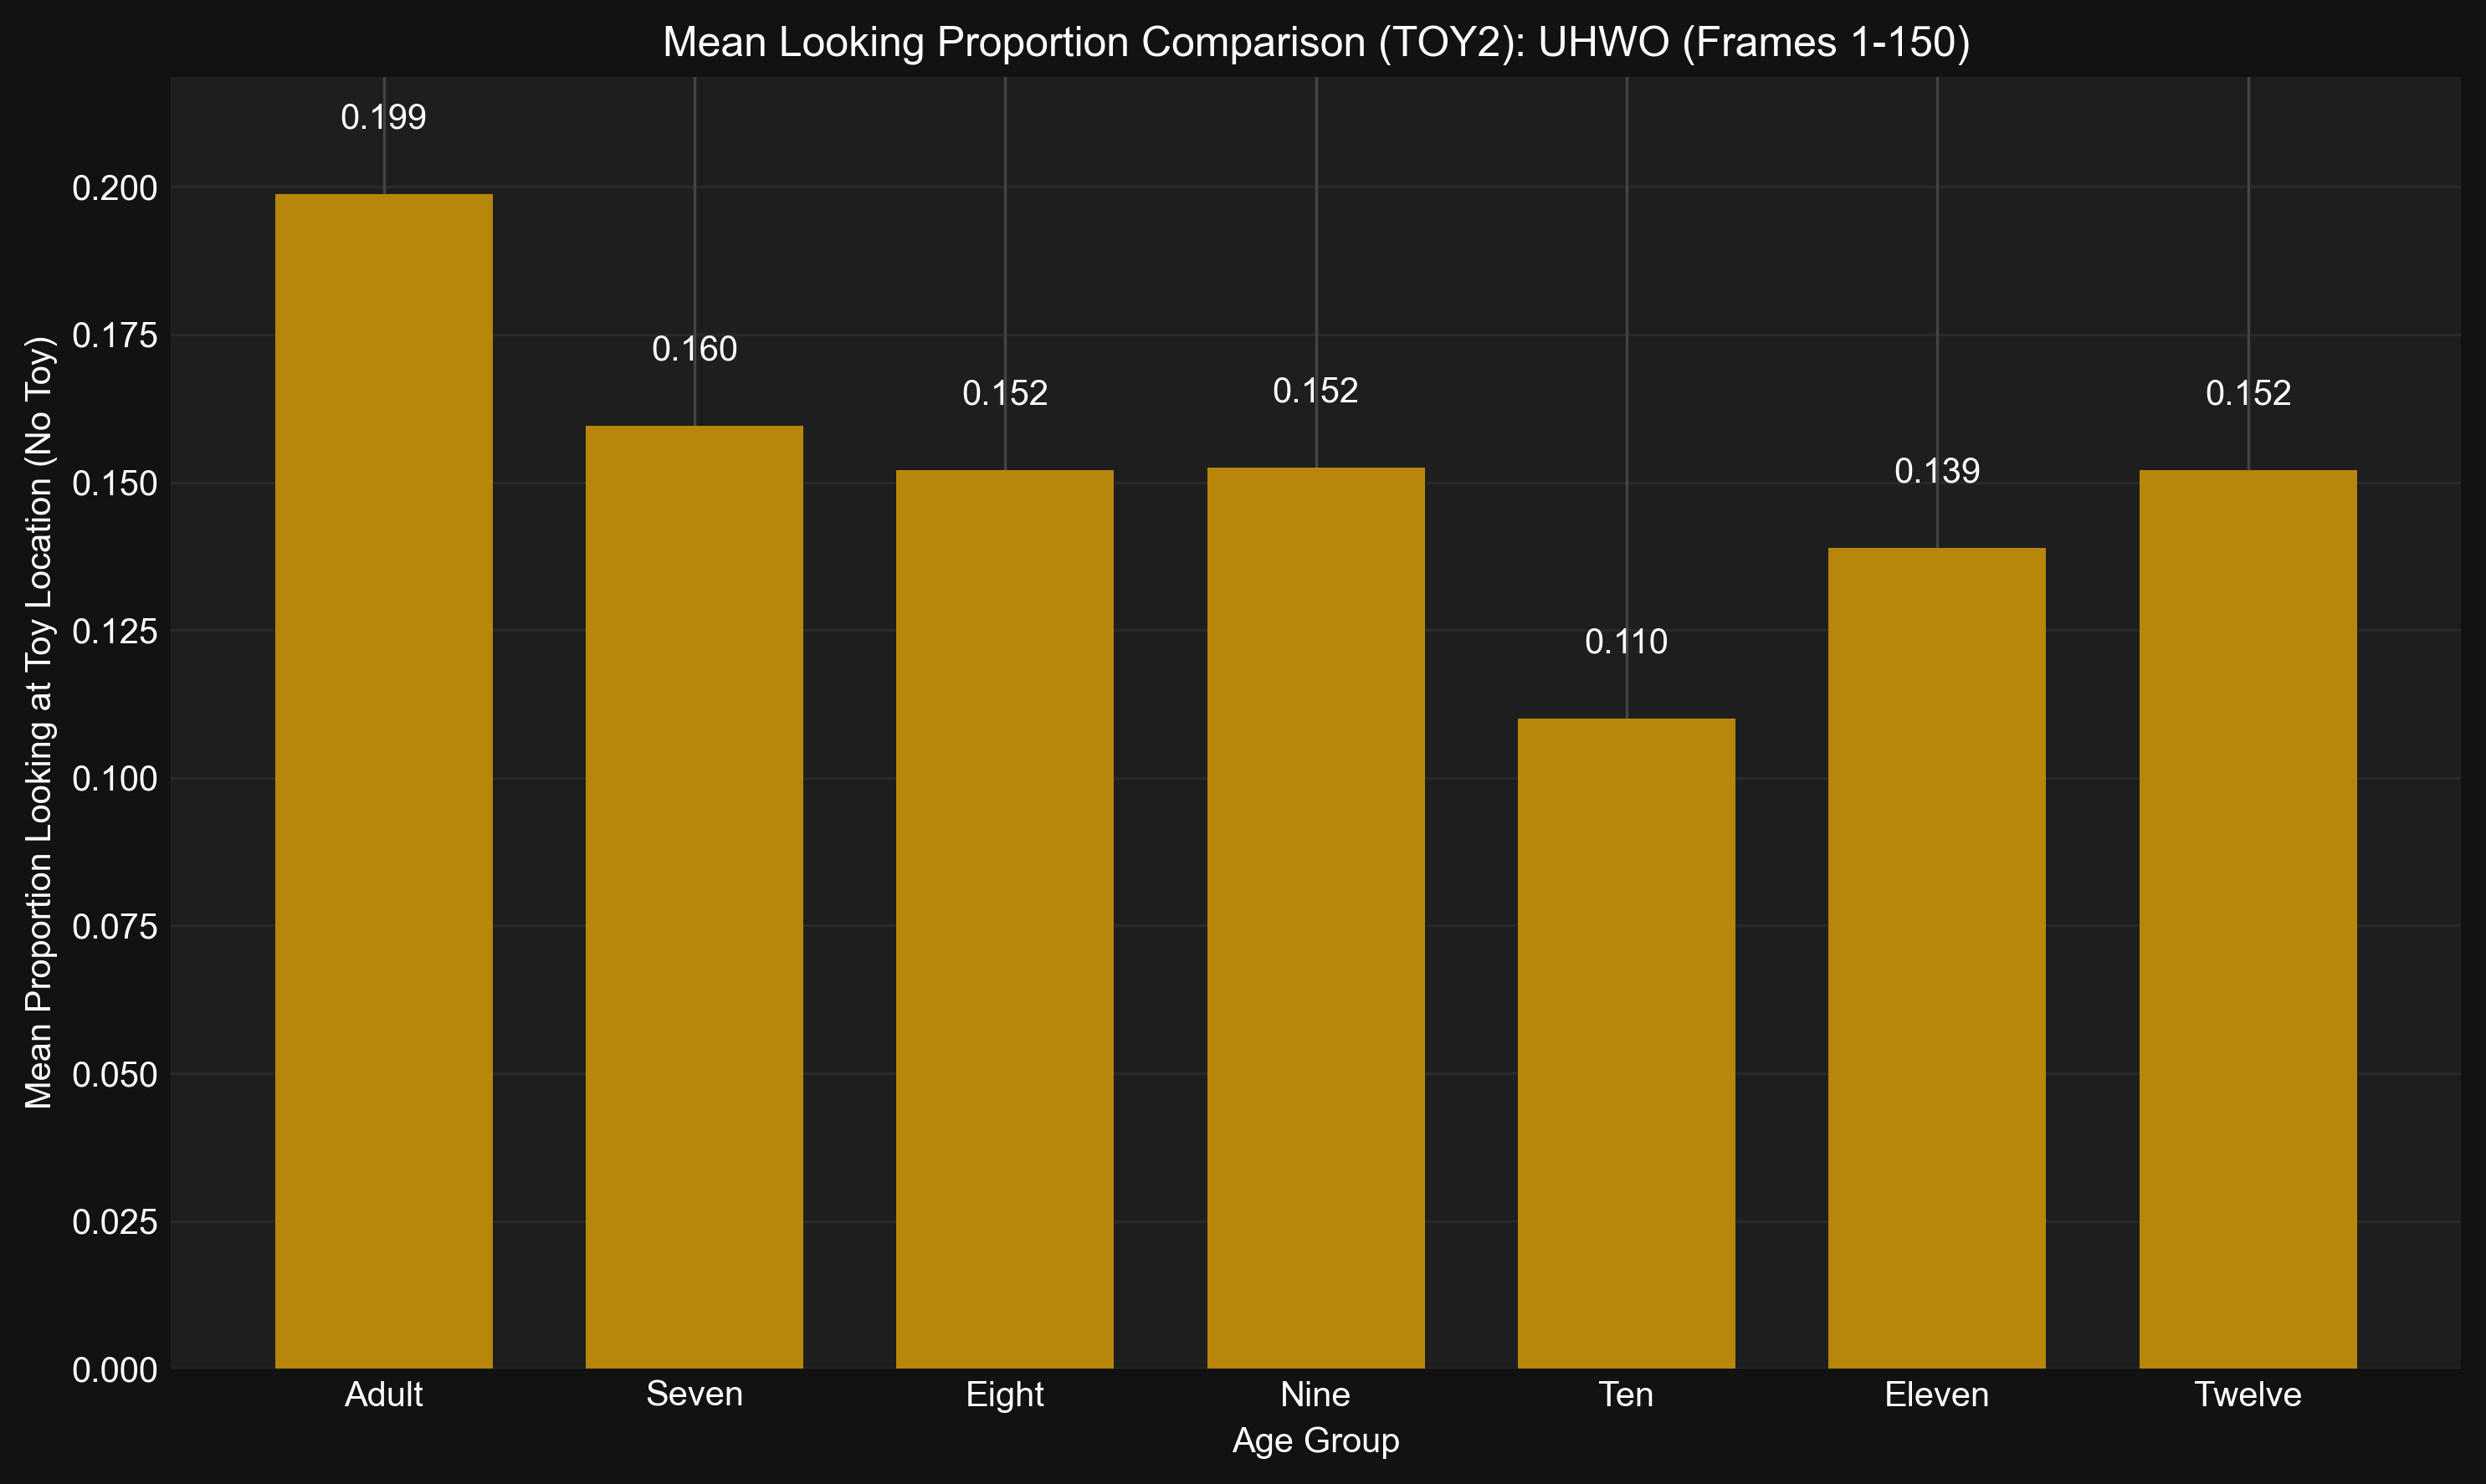 Mean Looking Proportion Comparison (TOY2): UHWO (Frames 1-150)
Mean Proportion Looking at Toy Location (No Toy)
0.200
0.175
0.150
0.125
0.100
0.075
0.050
0.025
0.000
0.199
0.160
0.152
0.152
0.110
0.139
0.152
Adult
Seven
Eight
Nine
Ten
Eleven
Twelve
Age Group